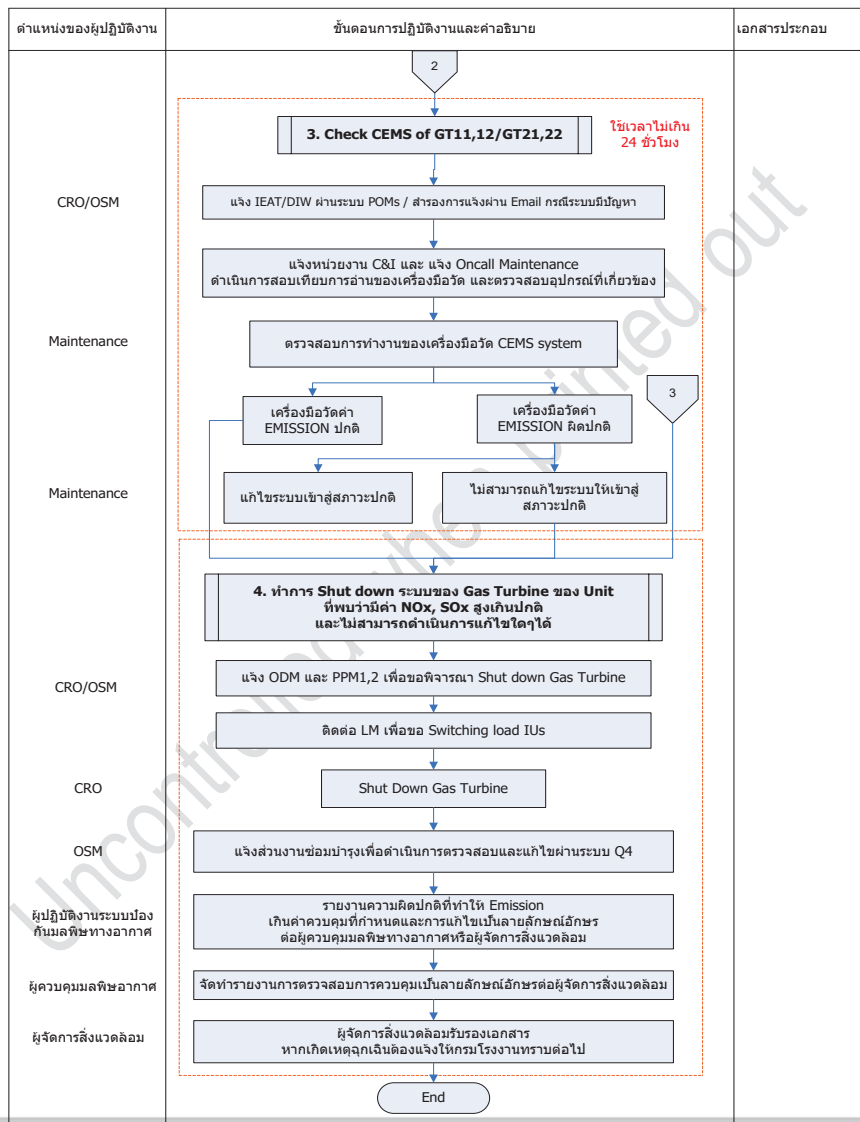 ตำแหน่งของผู้ปฏิบัติงาน
ขั้นตอนการปฏิบัติงานและคำอธิบาย
เอกสารประกอบ
2
3. Check CEMS of GT11,12/GT21,22
ใช้เวลาไม่เกิน
24 ชั่วโมง
CRO/OSM
แจ้ง IEAT/DIW ผ่านระบบ POMs / สำรองการแจ้งผ่าน Email กรณีระบบมีปัญหา
แจ้งหน่วยงาน C&I และ แจ้ง Oncall Maintenance
ดำเนินการสอบเทียบการอ่านของเครื่องมือวัด และตรวจสอบอุปกรณ์ที่เกี่ยวข้อง
Maintenance
ตรวจสอบการทำงานของเครื่องมือวัด CEMS system
3
เครื่องมือวัดค่า
EMISSION ปกติ
เครื่องมือวัดค่า
EMISSION ผิดปกติ
Maintenance
แก้ไขระบบเข้าสู่สภาวะปกติ
ไม่สามารถแก้ไขระบบให้เข้าสู่
สภาวะปกติ
4. ทำการ Shut down ระบบของ Gas Turbine ของ Unit
ที่พบว่ามีค่า NOx, SOx สูงเกินปกติ
และไม่สามารถดำเนินการแก้ไขใดๆได้
CRO/OSM
แจ้ง ODM และ PPM1,2 เพื่อขอพิจารณา Shut down Gas Turbine
ติดต่อ LM เพื่อขอ Switching load IUs
CRO
Shut Down Gas Turbine
OSM
แจ้งส่วนงานซ่อมบำรุงเพื่อดำเนินการตรวจสอบและแก้ไขผ่านระบบ Q4
ผู้ปฏิบัติงานระบบป้อง
กันมลพิษทางอากาศ
รายงานความผิดปกติที่ทำให้ Emission
เกินค่าควบคุมที่กำหนดและการแก้ไขเป็นลายลักษณ์อักษร
ต่อผู้ควบคุมมลพิษทางอากาศหรือผู้จัดการสิ่งแวดล้อม
ผู้ควบคุมมลพิษอากาศ
จัดทำรายงานการตรวจสอบการควบคุมเป็นลายลักษณ์อักษรต่อผู้จัดการสิ่งแวดล้อม
ผู้จัดการสิ่งแวดล้อม
ผู้จัดการสิ่งแวดล้อมรับรองเอกสาร
หากเกิดเหตุฉุกเฉินต้องแจ้งให้กรมโรงงานทราบต่อไป
End
Uncontrolled when printed out